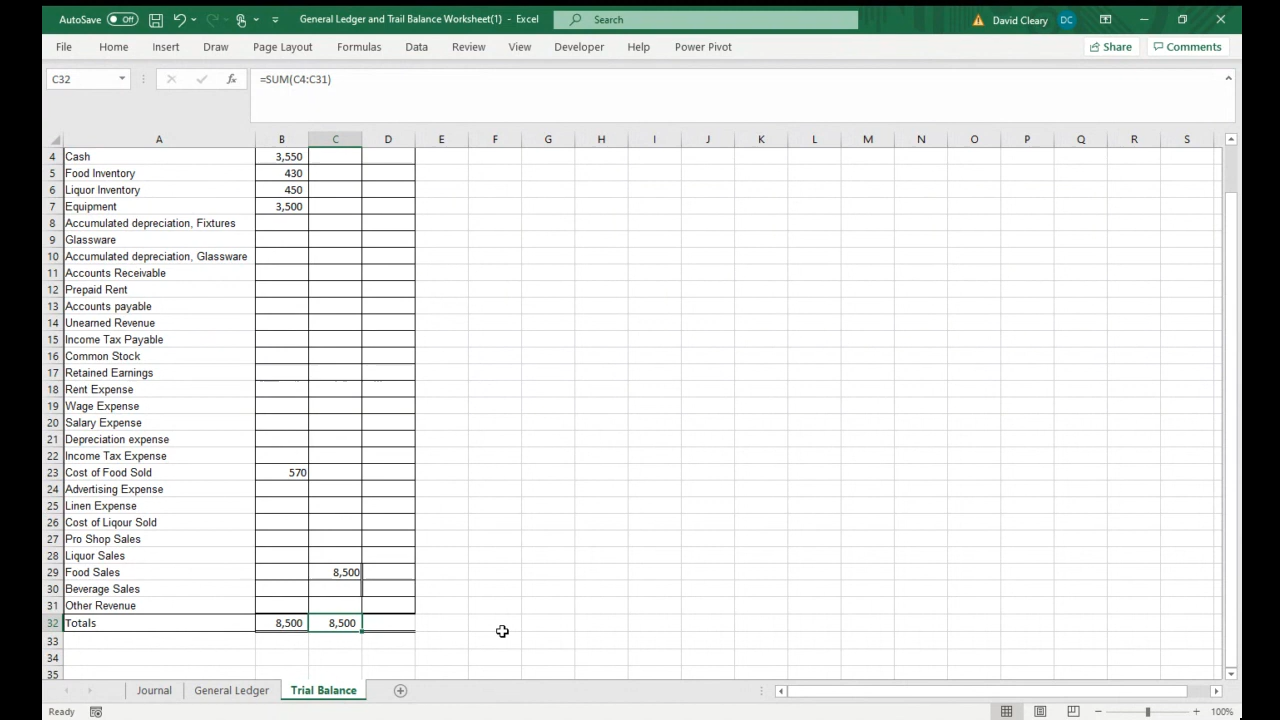 AutoSave Off General Ledger and Trail Balance Worksheet(1) - Excel Search David Cleary DC
File Home Insert Draw Page Layout Formulas Data Review View Developer Help Power Pivot Share Comments
C32 fx =SUM(C4:C31)
A B C D E F G H I J K L M N O P Q R S
4 Cash 3,550
5 Food Inventory 430
6 Liquor Inventory 450
7 Equipment 3,500
8 Accumulated depreciation, Fixtures
9 Glassware
10 Accumulated depreciation, Glassware
11 Accounts Receivable
12 Prepaid Rent
13 Accounts payable
14 Unearned Revenue
15 Income Tax Payable
16 Common Stock
17 Retained Earnings
18 Rent Expense
19 Wage Expense
20 Salary Expense
21 Depreciation expense
22 Income Tax Expense
23 Cost of Food Sold 570
24 Advertising Expense
25 Linen Expense
26 Cost of Liqour Sold
27 Pro Shop Sales
28 Liquor Sales
29 Food Sales 8,500
30 Beverage Sales
31 Other Revenue
32 Totals 8,500 8,500
33
34
35
Journal General Ledger Trial Balance
Ready 100%